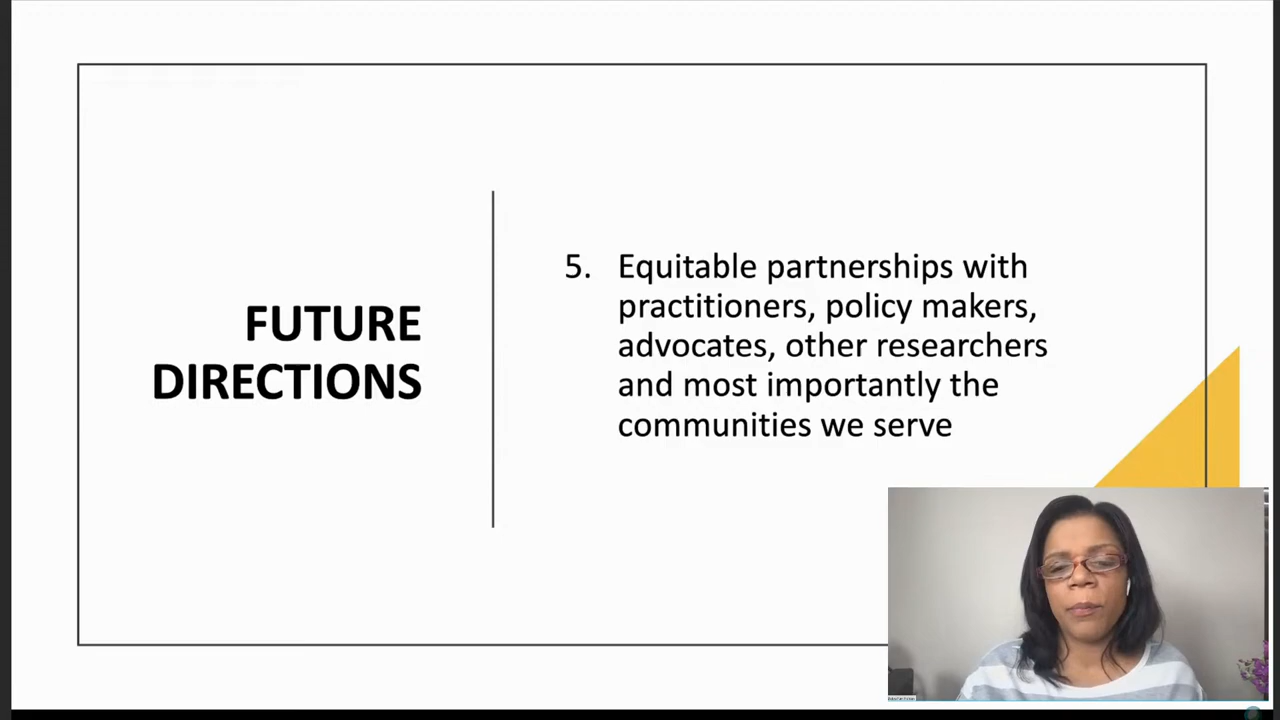 FUTURE
DIRECTIONS
5. Equitable partnerships with
practitioners, policy makers,
advocates, other researchers
and most importantly the
communities we serve